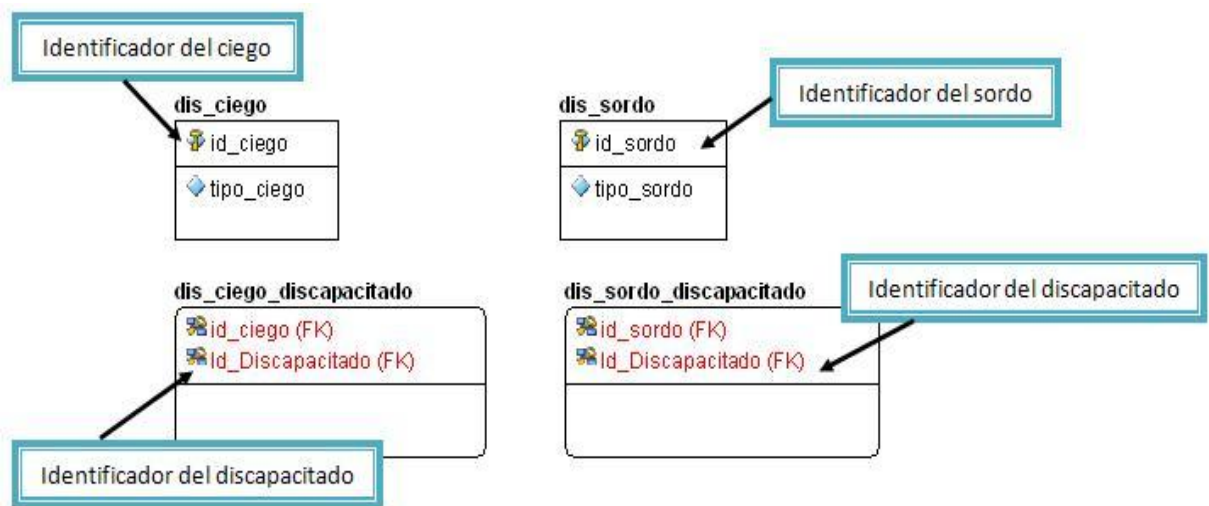 Identificador del ciego
dis_ciego
id_ciego
tipo_ciego
dis_sordo
id_sordo
tipo_sordo
Identificador del sordo
dis_ciego_discapacitado
id_ciego (FK)
Id_Discapacitado (FK)
dis_sordo_discapacitado
id_sordo (FK)
Id_Discapacitado (FK)
Identificador del discapacitado
Identificador del discapacitado